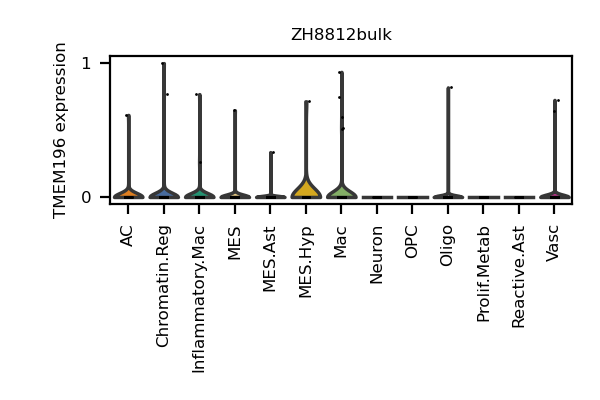 ZH8812bulk
TMEM196 expression
1
0
AC
Chromatin.Reg
Inflammatory.Mac
MES
MES.Ast
MES.Hyp
Mac
Neuron
OPC
Oligo
Prolif.Metab
Reactive.Ast
Vasc